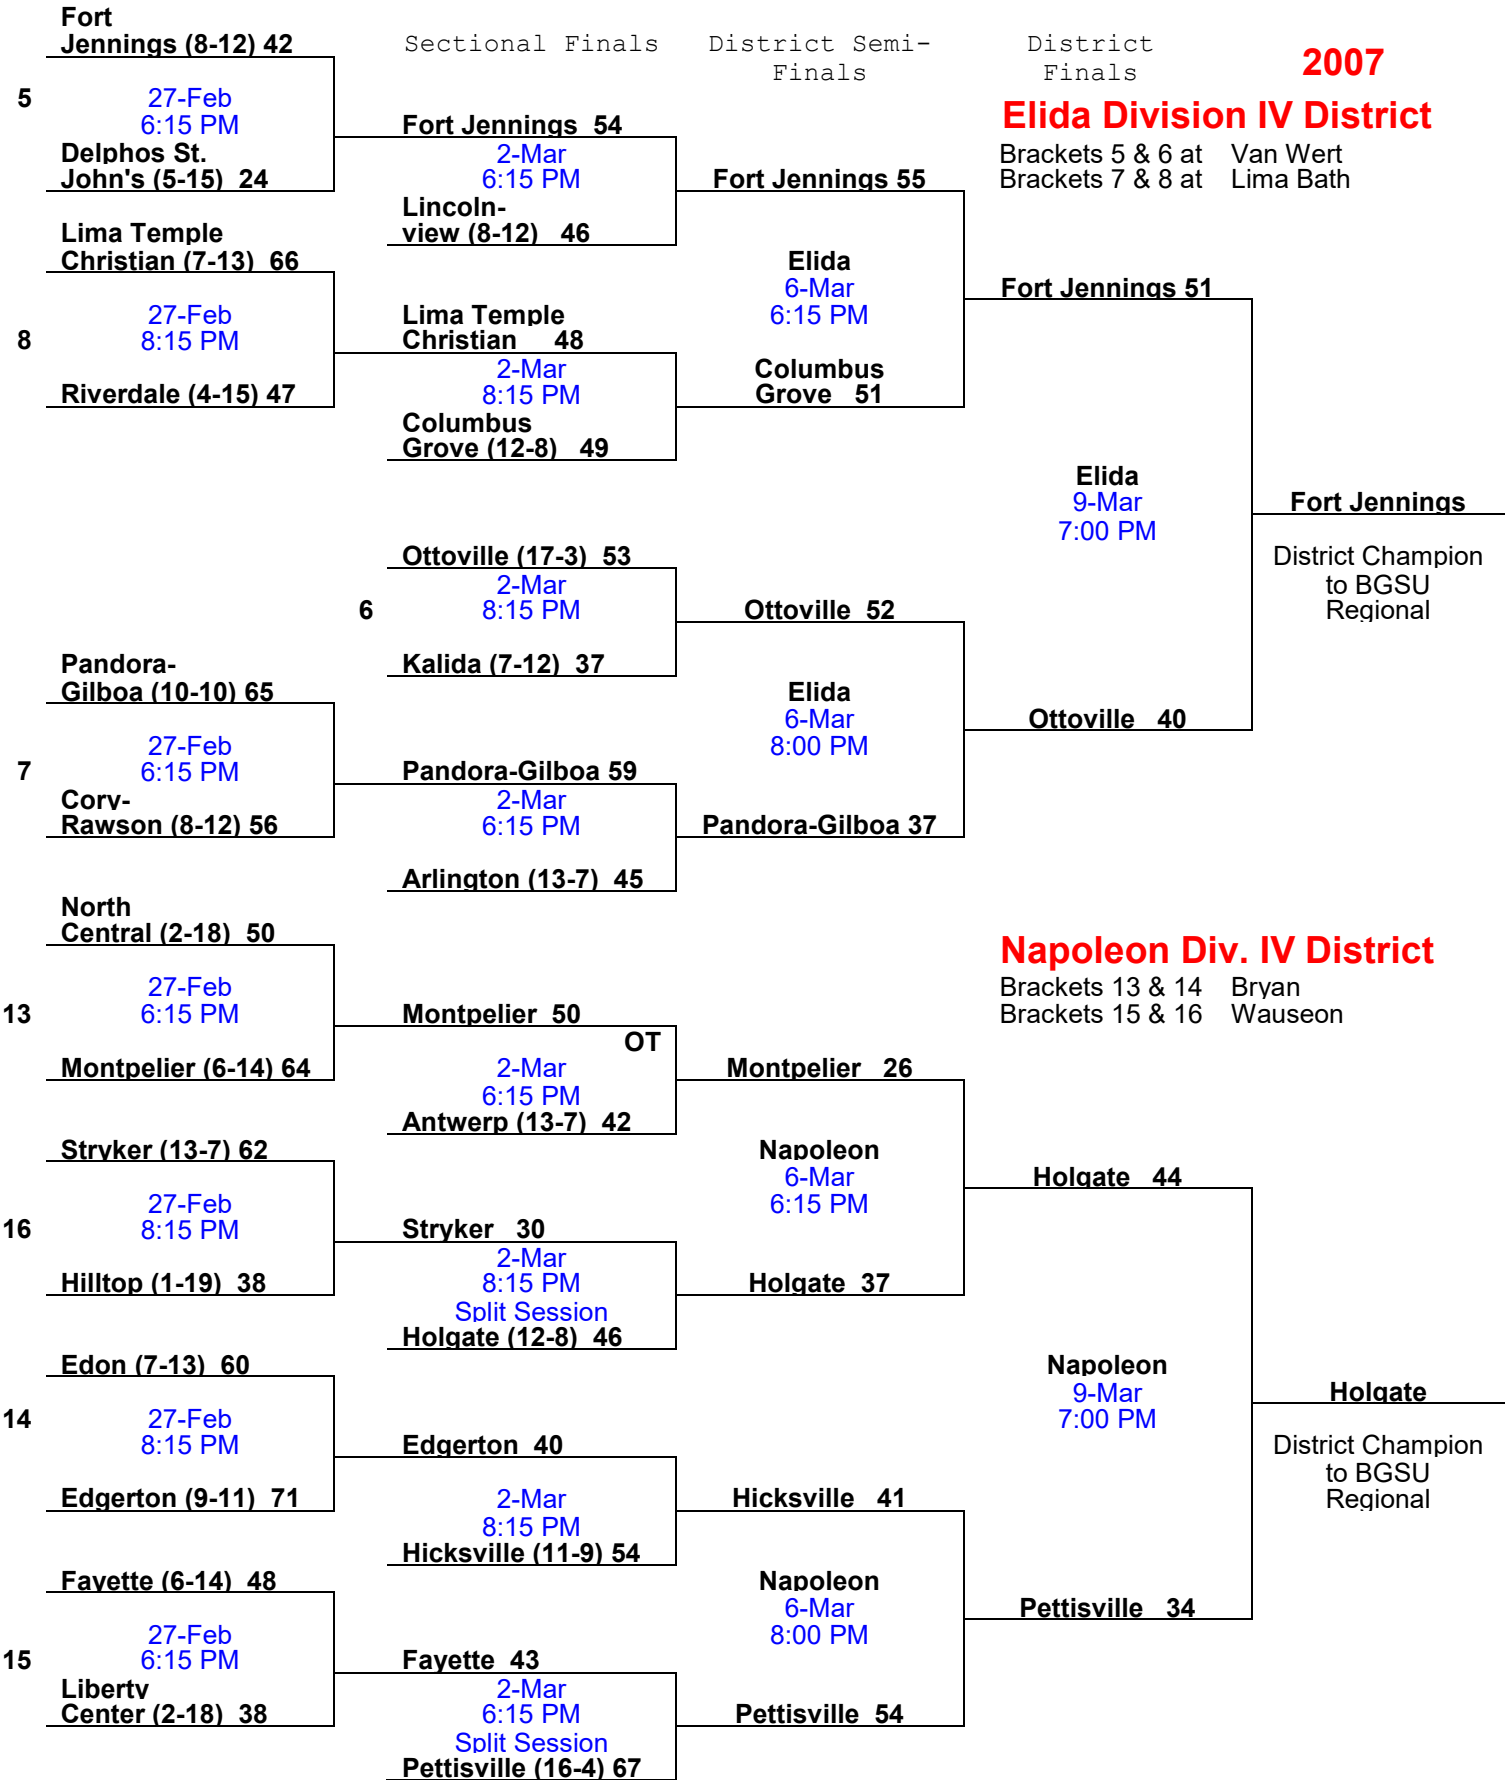 Sectional Finals
District Semi-
Finals
District
Finals
2007
Elida Division IV District
Brackets 5 & 6 at Van Wert
Brackets 7 & 8 at Lima Bath
Fort
Jennings (8-12) 42
5
27-Feb
6:15 PM
Delphos St.
John's (5-15) 24
Lima Temple
Christian (7-13) 66
8
27-Feb
8:15 PM
Riverdale (4-15) 47
Fort Jennings 54
2-Mar
6:15 PM
Lincoln-
view (8-12) 46
Lima Temple
Christian 48
2-Mar
8:15 PM
Columbus
Grove (12-8) 49
Fort Jennings 55
Elida
6-Mar
6:15 PM
Columbus
Grove 51
Fort Jennings 51
Elida
9-Mar
7:00 PM
Fort Jennings
District Champion
to BGSU
Regional
Ottoville (17-3) 53
6
2-Mar
8:15 PM
Kalida (7-12) 37
Pandora-
Gilboa (10-10) 65
7
27-Feb
6:15 PM
Cory-
Rawson (8-12) 56
Pandora-Gilboa 59
2-Mar
6:15 PM
Arlington (13-7) 45
Ottoville 52
Elida
6-Mar
8:00 PM
Pandora-Gilboa 37
Ottoville 40
Napoleon Div. IV District
Brackets 13 & 14 Bryan
Brackets 15 & 16 Wauseon
North
Central (2-18) 50
13
27-Feb
6:15 PM
Montpelier (6-14) 64
Stryker (13-7) 62
16
27-Feb
8:15 PM
Hilltop (1-19) 38
Montpelier 50
OT
2-Mar
6:15 PM
Antwerp (13-7) 42
Stryker 30
2-Mar
8:15 PM
Split Session
Holgate (12-8) 46
Montpelier 26
Napoleon
6-Mar
6:15 PM
Holgate 37
Holgate 44
Napoleon
9-Mar
7:00 PM
Holgate
District Champion
to BGSU
Regional
Edon (7-13) 60
14
27-Feb
8:15 PM
Edgerton (9-11) 71
Fayette (6-14) 48
15
27-Feb
6:15 PM
Liberty
Center (2-18) 38
Edgerton 40
2-Mar
8:15 PM
Hicksville (11-9) 54
Fayette 43
2-Mar
6:15 PM
Split Session
Pettisville (16-4) 67
Hicksville 41
Napoleon
6-Mar
8:00 PM
Pettisville 54
Pettisville 34